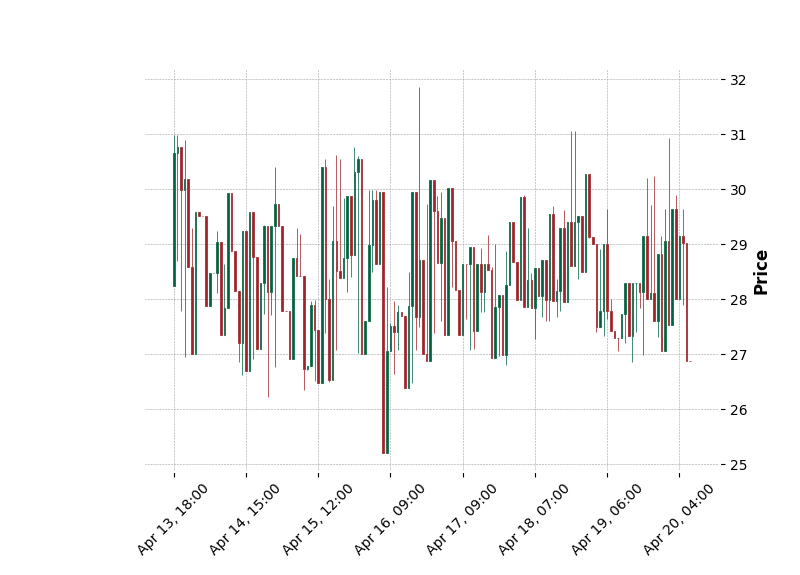 32
31
30
29
28
27
26
25
Price
Apr 13, 18:00
Apr 14, 15:00
Apr 15, 12:00
Apr 16, 09:00
Apr 17, 09:00
Apr 18, 07:00
Apr 19, 06:00
Apr 20, 04:00